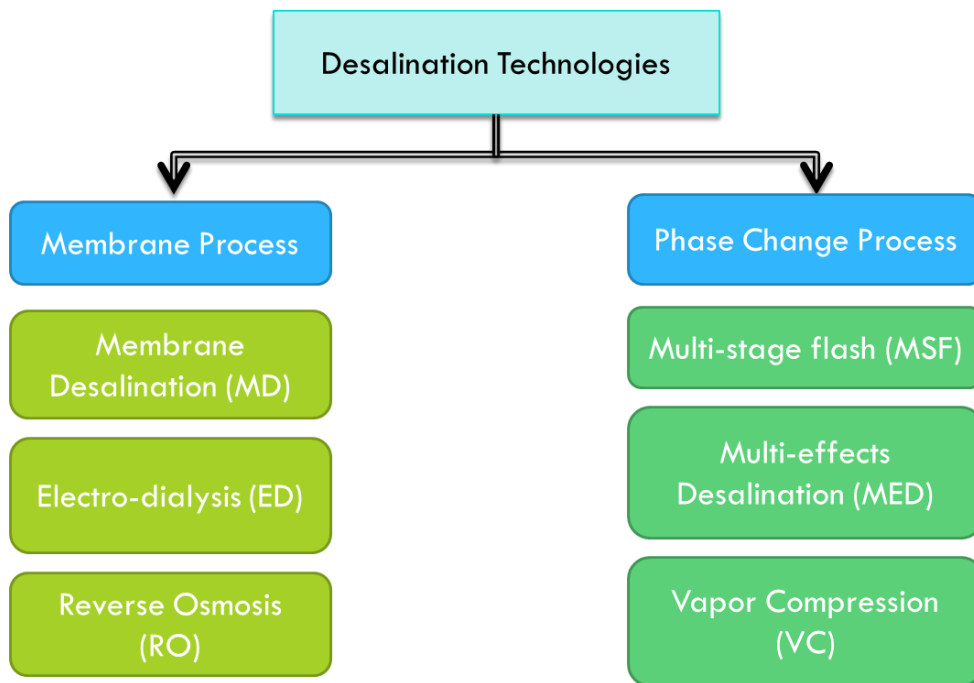 Desalination Technologies
Membrane Process
Membrane
Desalination (MD)
Electro-dialysis (ED)
Reverse Osmosis
(RO)
Phase Change Process
Multi-stage flash (MSF)
Multi-effects
Desalination (MED)
Vapor Compression
(VC)